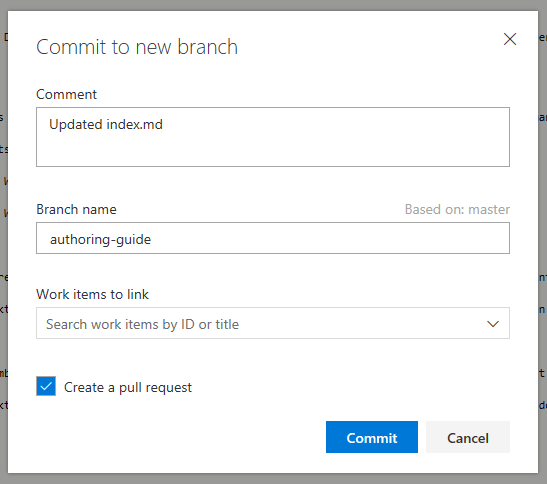 Commit to new branch
Comment
Updated index.md
Branch name
Based on: master
authoring-guide
Work items to link
Search work items by ID or title
Create a pull request
Commit
Cancel